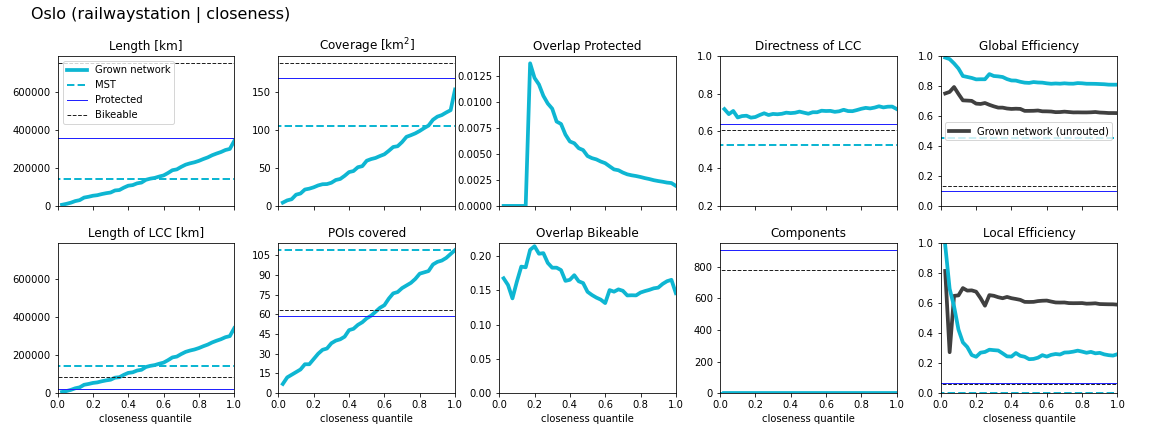 Oslo (railwaystation | closeness)
Length [km]
600000
400000
200000
0
Grown network
MST
Protected
Bikeable
Coverage [km²]
150
100
50
0
Overlap Protected
0.0125
0.0100
0.0075
0.0050
0.0025
0.0000
Directness of LCC
1.0
0.8
0.6
0.4
0.2
Global Efficiency
1.0
0.8
0.6
0.4
0.2
0.0
Grown network (unrouted)
Length of LCC [km]
600000
400000
200000
0
0.0 0.2 0.4 0.6 0.8 1.0
closeness quantile
POIs covered
105
90
75
60
45
30
15
0
0.0 0.2 0.4 0.6 0.8 1.0
closeness quantile
Overlap Bikeable
0.20
0.15
0.10
0.05
0.00
0.0 0.2 0.4 0.6 0.8 1.0
closeness quantile
Components
800
600
400
200
0
0.0 0.2 0.4 0.6 0.8 1.0
closeness quantile
Local Efficiency
1.0
0.8
0.6
0.4
0.2
0.0
0.0 0.2 0.4 0.6 0.8 1.0
closeness quantile